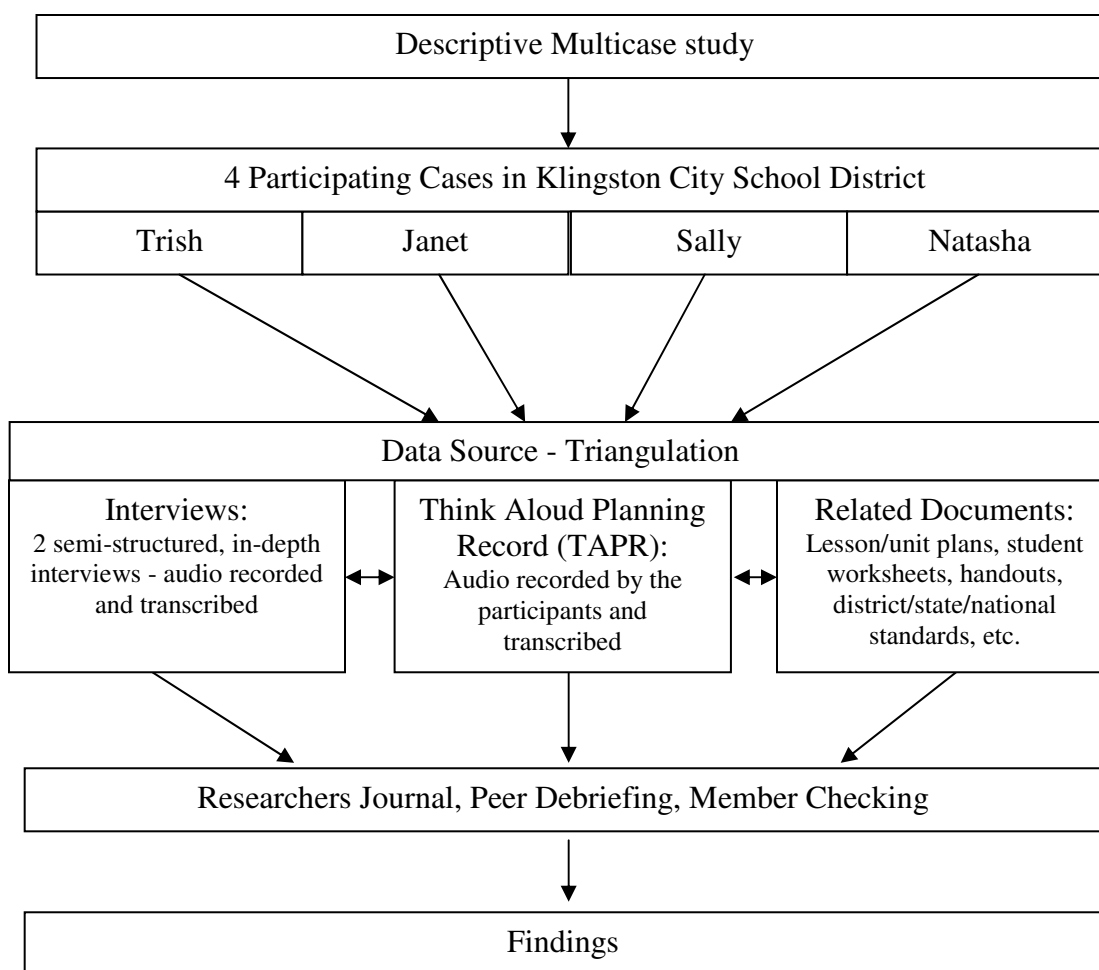 Descriptive Multicase study
4 Participating Cases in Klingston City School District
Trish
Janet
Sally
Natasha
Data Source - Triangulation
Interviews:
2 semi-structured, in-depth
interviews - audio recorded
and transcribed
Think Aloud Planning
Record (TAPR):
Audio recorded by the
participants and
transcribed
Related Documents:
Lesson/unit plans, student
worksheets, handouts,
district/state/national
standards, etc.
Researchers Journal, Peer Debriefing, Member Checking
Findings